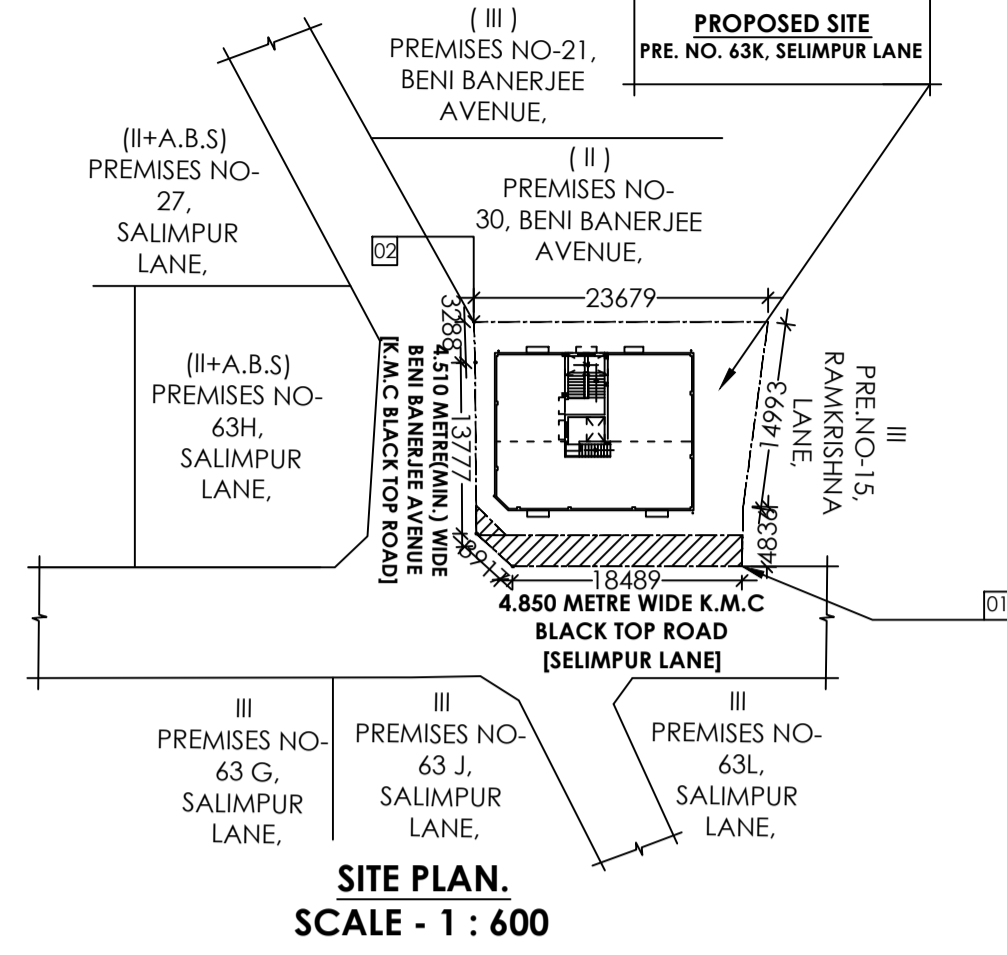 ( III )
PREMISES NO-21,
BENI BANERJEE
AVENUE,
PROPOSED SITE
PRE. NO. 63K, SELIMPUR LANE
(II+A.B.S)
PREMISES NO-
27,
SALIMPUR
LANE,
( II )
PREMISES NO-
30, BENI BANERJEE
AVENUE,
02
23679
3288
13777
14993
4836
18489
4.510 METRE(MIN.) WIDE
BENI BANERJEE AVENUE
[K.M.C BLACK TOP ROAD]
(II+A.B.S)
PREMISES NO-
63H,
SALIMPUR
LANE,
III
PRE.NO-15,
RAMKRISHNA
LANE,
01
4.850 METRE WIDE K.M.C
BLACK TOP ROAD
[SELIMPUR LANE]
III
PREMISES NO-
63 G,
SALIMPUR
LANE,
III
PREMISES NO-
63 J,
SALIMPUR
LANE,
III
PREMISES NO-
63L,
SALIMPUR
LANE,
SITE PLAN.
SCALE - 1 : 600